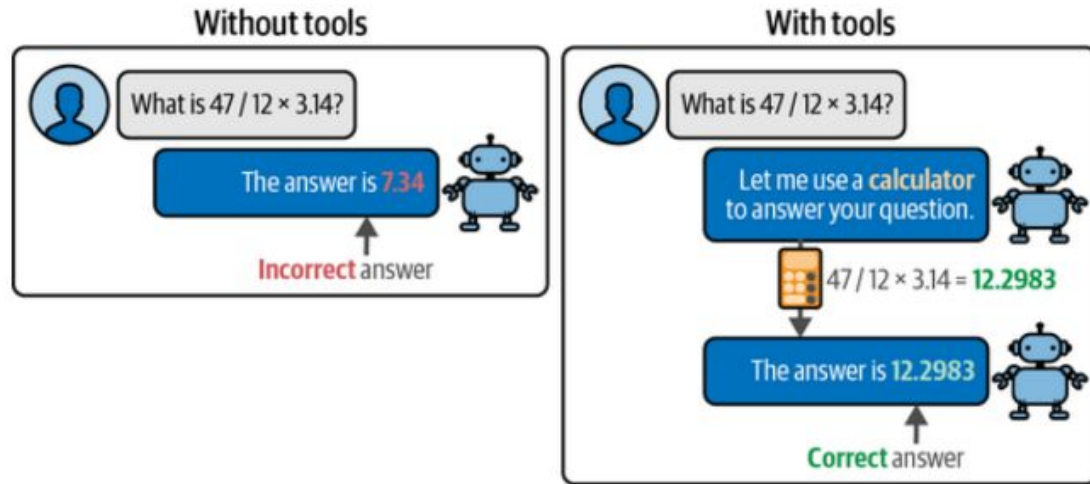 Without tools
What is 47 / 12 × 3.14?
The answer is 7.34
Incorrect answer
With tools
What is 47 / 12 × 3.14?
Let me use a calculator
to answer your question.
47 / 12 × 3.14 = 12.2983
The answer is 12.2983
Correct answer